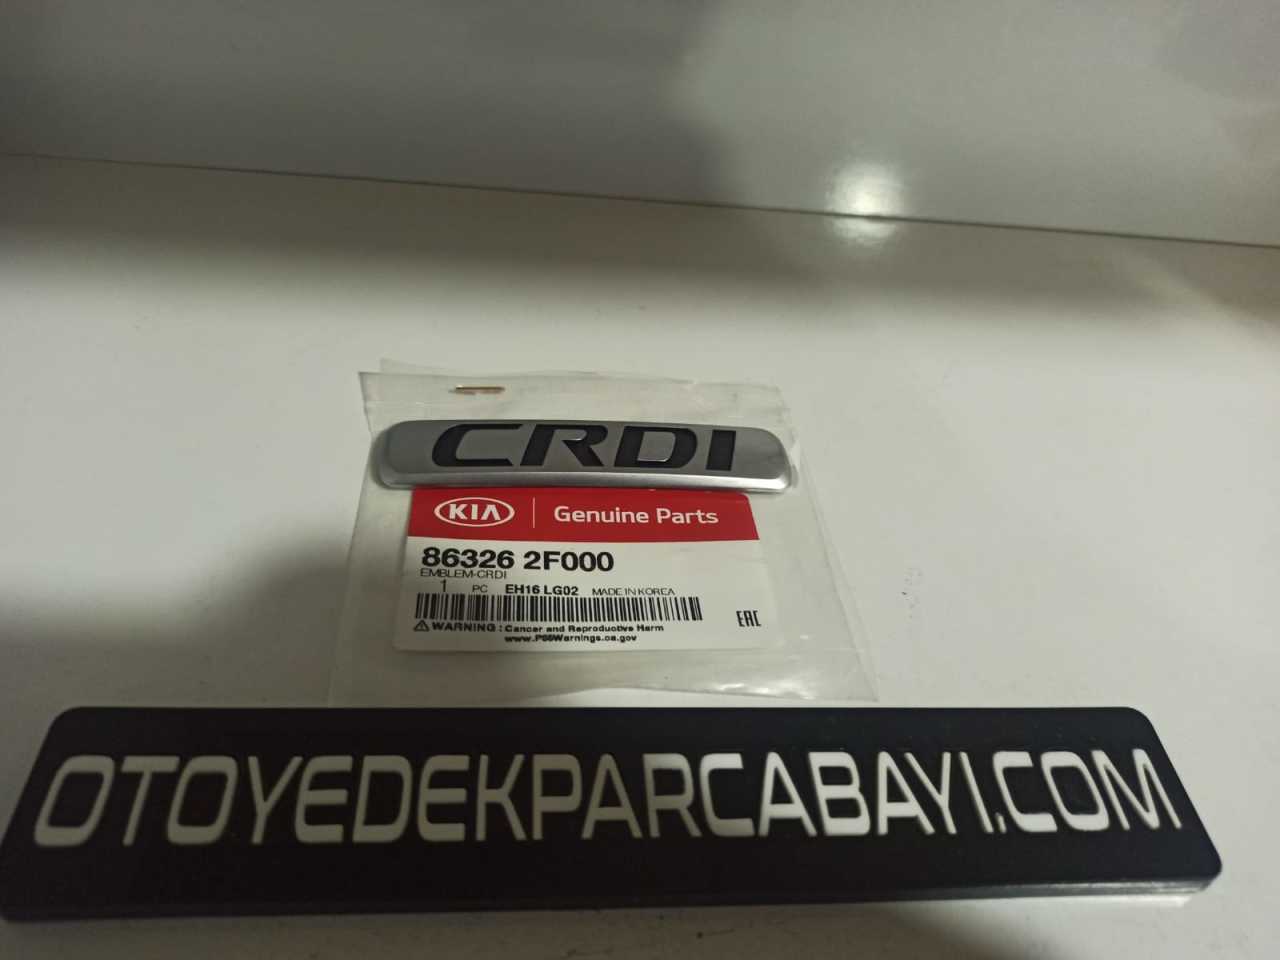 CRDI
KIA Genuine Parts
86326 2F000
EMBLEM-CRDI
1 PC EH16 LG02 MADE IN KOREA
WARNING : Cancer and Reproductive Harm
www.P65Warnings.ca.gov
EAC
OTOYEDEKPARCABAYI.COM